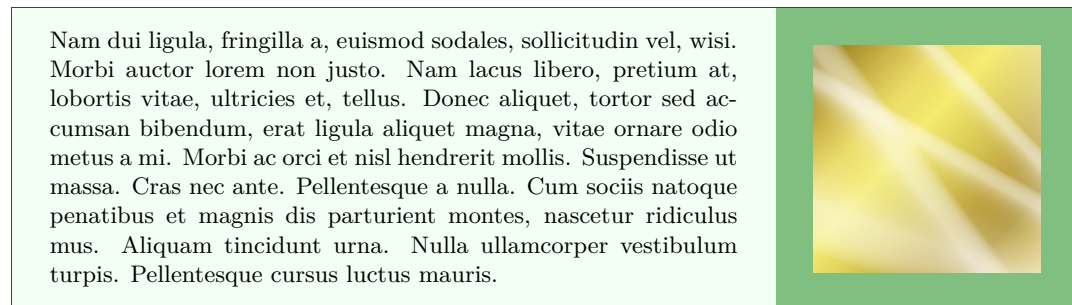 Nam dui ligula, fringilla a, euismod sodales, sollicitudin vel, wisi.
Morbi auctor lorem non justo. Nam lacus libero, pretium at,
lobortis vitae, ultricies et, tellus. Donec aliquet, tortor sed ac-
cumsan bibendum, erat ligula aliquet magna, vitae ornare odio
metus a mi. Morbi ac orci et nisl hendrerit mollis. Suspendisse ut
massa. Cras nec ante. Pellentesque a nulla. Cum sociis natoque
penatibus et magnis dis parturient montes, nascetur ridiculus
mus. Aliquam tincidunt urna. Nulla ullamcorper vestibulum
turpis. Pellentesque cursus luctus mauris.